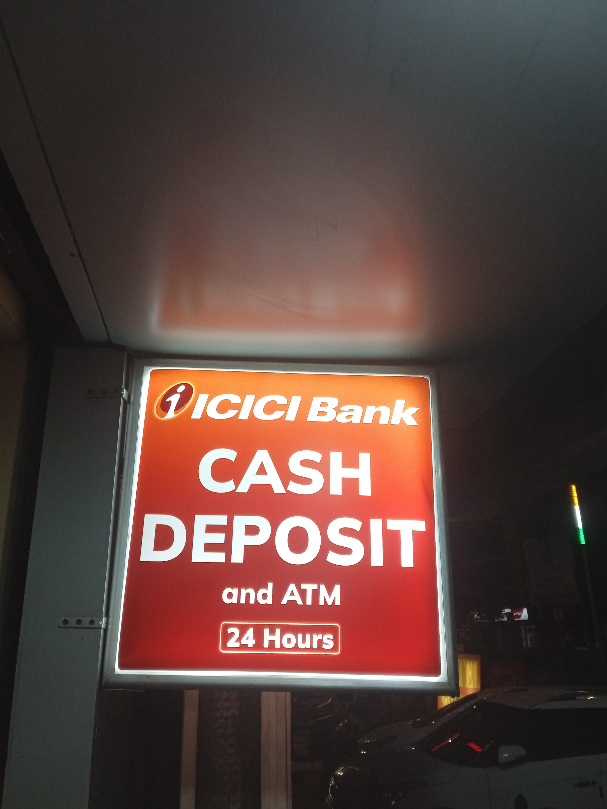 i ICICI Bank
CASH
DEPOSIT
and ATM
24 Hours